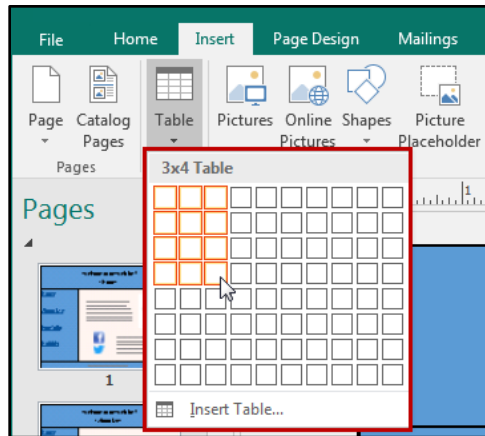 File Home Insert Page Design Mailings
Page Catalog Pages Table Pictures Online Pictures Shapes Picture Placeholder
Pages
3x4 Table
1
Pages
1
Insert Table...